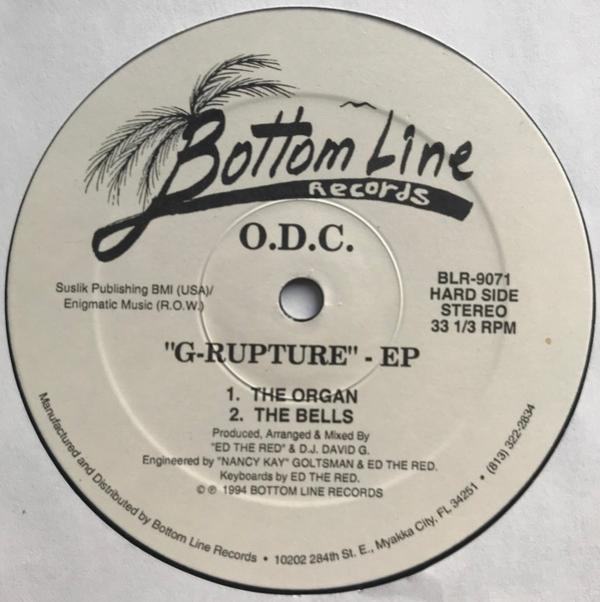 Bottom Line
Records
O.D.C.
Suslik Publishing BMI (USA)/
Enigmatic Music (R.O.W.)
BLR-9071
HARD SIDE
STEREO
33 1/3 RPM
"G-RUPTURE" - EP
1. THE ORGAN
2. THE BELLS
Produced, Arranged & Mixed By
"ED THE RED" & D.J. DAVID G.
Engineered by "NANCY KAY" GOLTSMAN & ED THE RED.
Keyboards by ED THE RED.
© ℗ 1994 BOTTOM LINE RECORDS
Manufactured and Distributed by Bottom Line Records • 10202 284th St. E., Myakka City, FL 34251 • (813) 322-2834